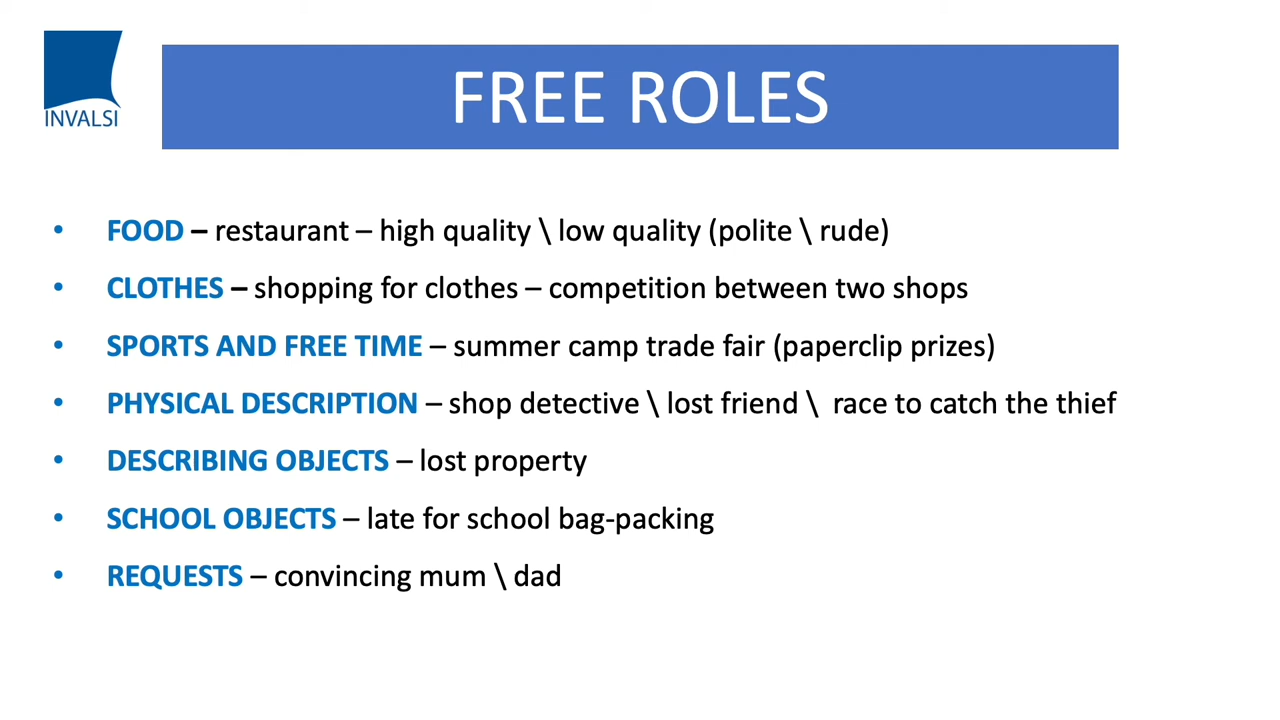 INVALSI
FREE ROLES
• FOOD – restaurant – high quality \ low quality (polite \ rude)
• CLOTHES – shopping for clothes – competition between two shops
• SPORTS AND FREE TIME – summer camp trade fair (paperclip prizes)
• PHYSICAL DESCRIPTION – shop detective \ lost friend \ race to catch the thief
• DESCRIBING OBJECTS – lost property
• SCHOOL OBJECTS – late for school bag-packing
• REQUESTS – convincing mum \ dad